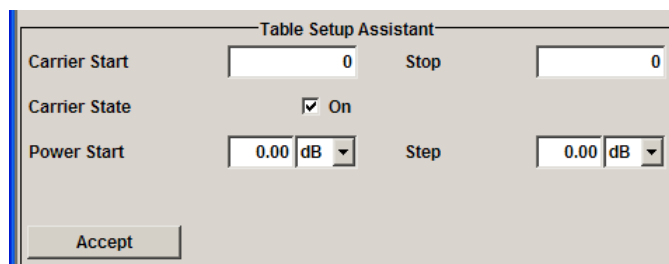 Table Setup Assistant
Carrier Start 0 Stop 0
Carrier State On
Power Start 0.00 dB Step 0.00 dB
Accept